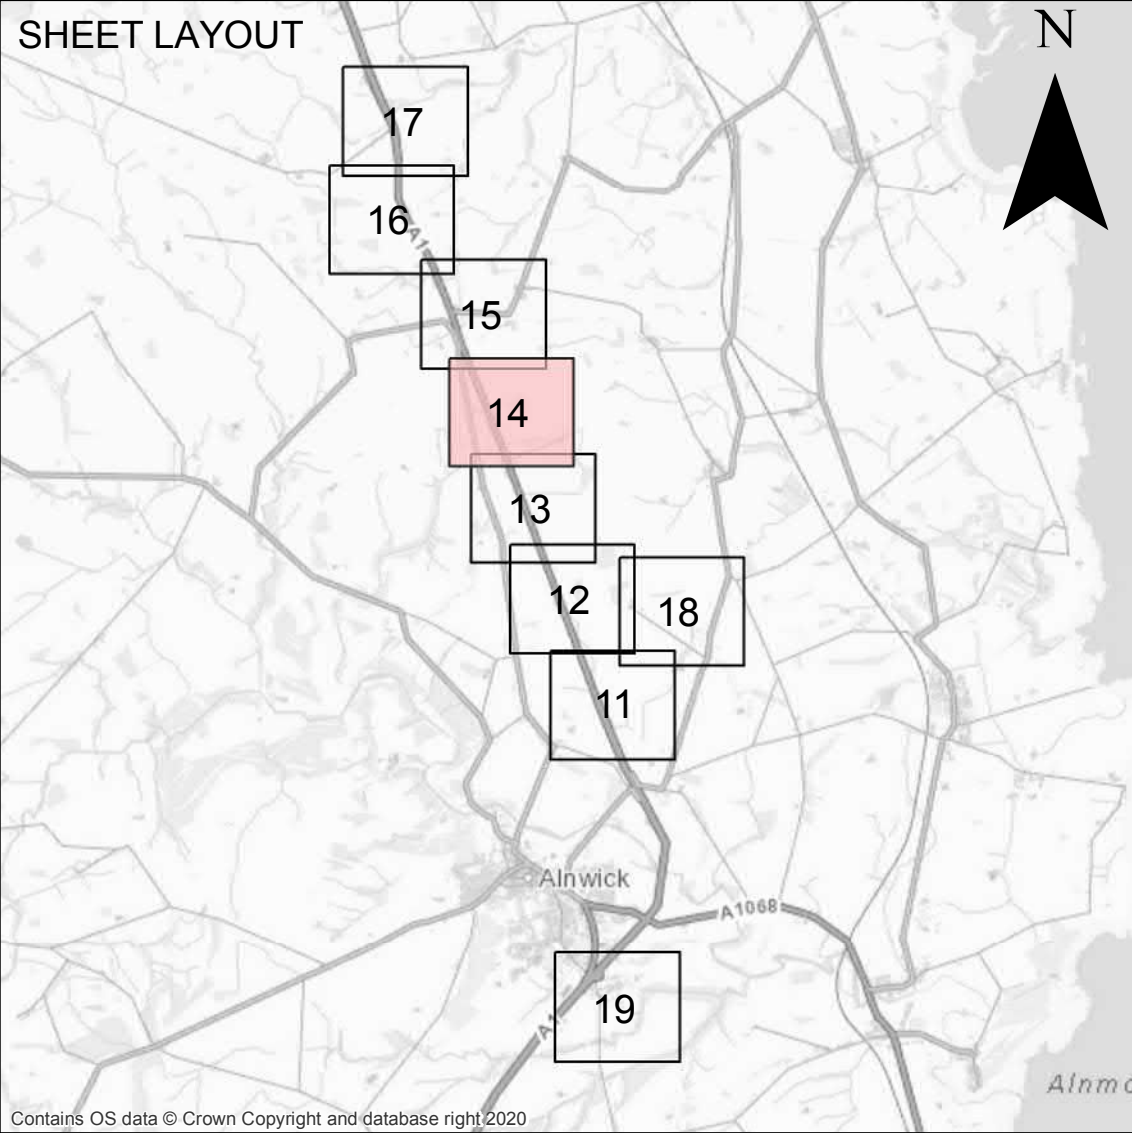 SHEET LAYOUT
N
17
16
A1
15
14
13
12
18
11
Alnwick
A1068
19
A1
Alnmo
Contains OS data © Crown Copyright and database right 2020